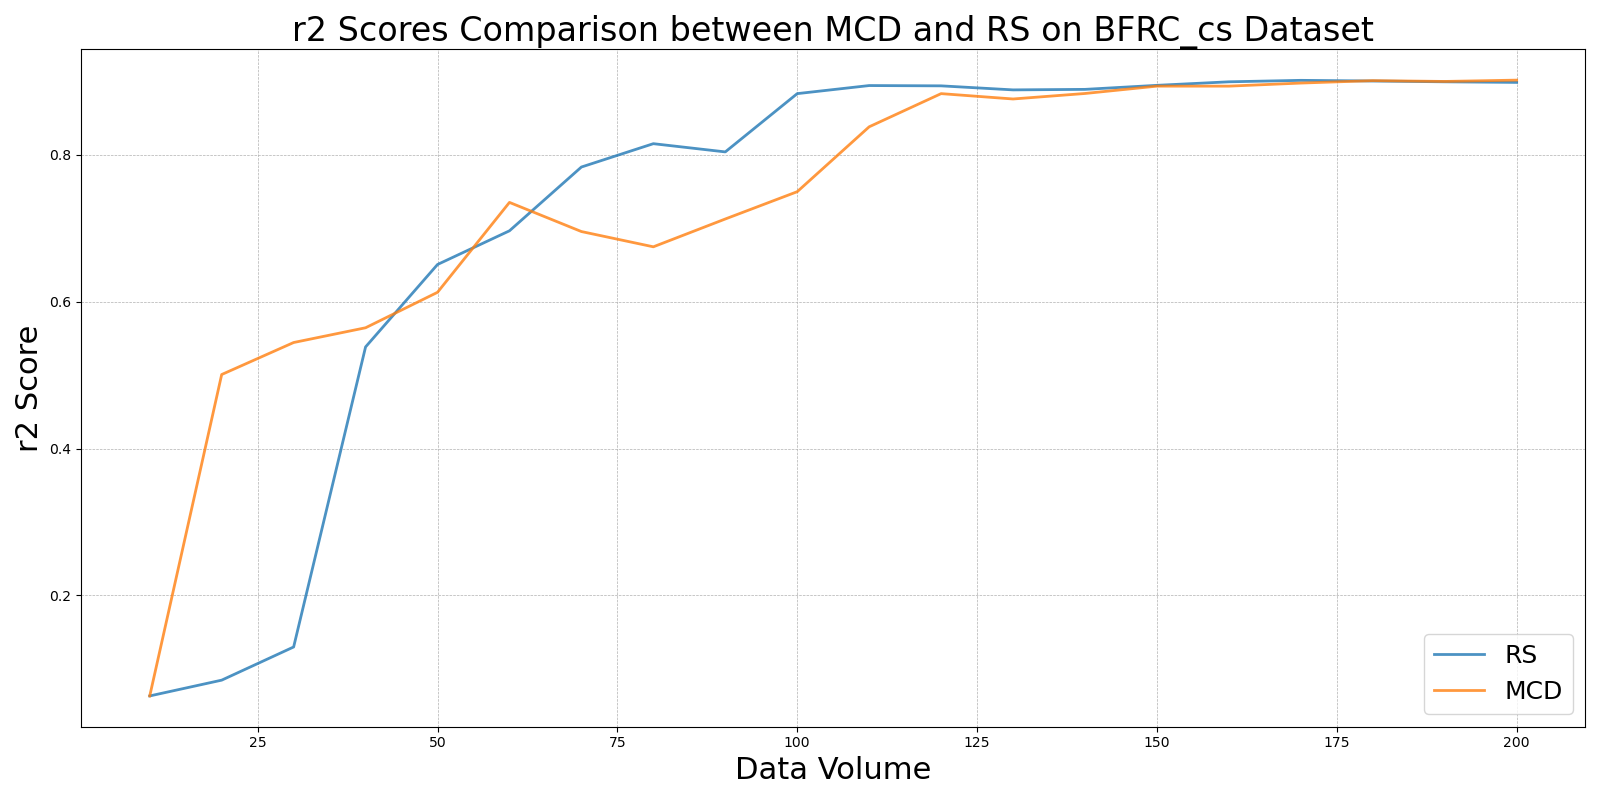 r2 Scores Comparison between MCD and RS on BFRC_cs Dataset
r2 Score
0.8
0.6
0.4
0.2
25 50 75 100 125 150 175 200
Data Volume
RS
MCD